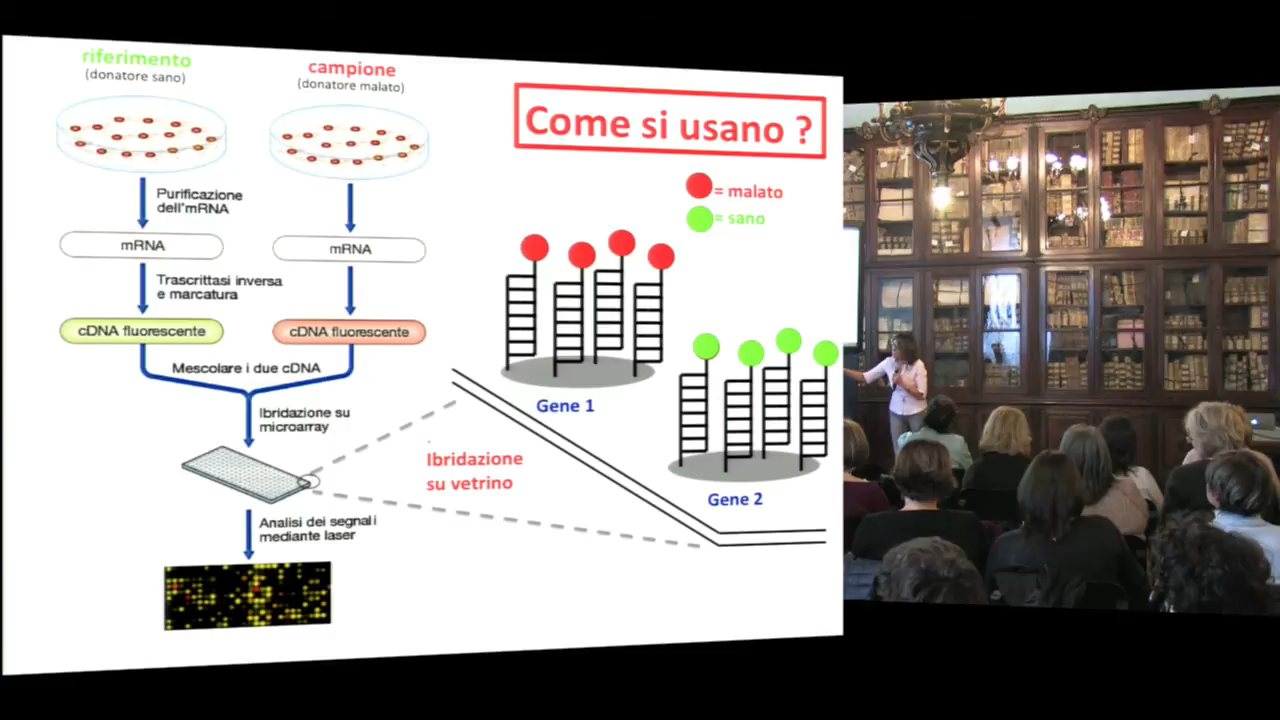 riferimento
(donatore sano)
campione
(donatore malato)
Purificazione
dell'mRNA
mRNA
mRNA
Trascrittasi inversa
e marcatura
cDNA fluorescente
cDNA fluorescente
Mescolare i due cDNA
Ibridazione su
microarray
Analisi dei segnali
mediante laser
Come si usano ?
= malato
= sano
Gene 1
Gene 2
Ibridazione
su vetrino